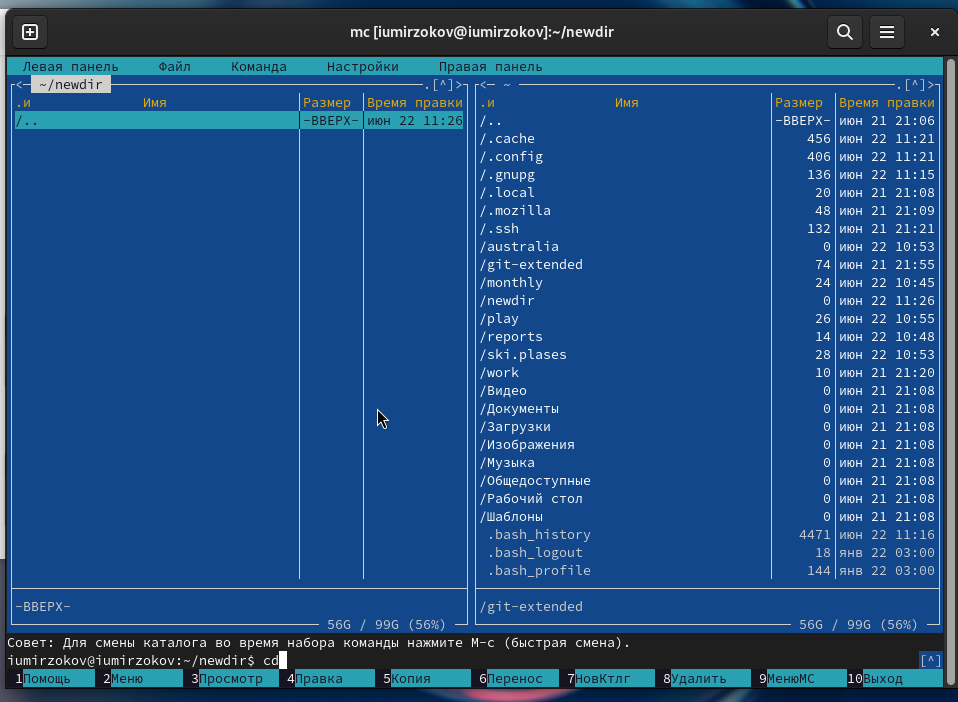 mc [iumirzokov@iumirzokov]:~/newdir
Левая панель Файл Команда Настройки Правая панель
<─ ~/newdir .[^]>
.и Имя Размер Время правки
/.. -ВВЕРХ- июн 22 11:26
-ВВЕРХ-
56G / 99G (56%)
<─ ~ .[^]>
.и Имя Размер Время правки
/.. -ВВЕРХ- июн 21 21:06
/.cache 456 июн 22 11:21
/.config 406 июн 22 11:21
/.gnupg 136 июн 22 11:15
/.local 20 июн 21 21:08
/.mozilla 48 июн 21 21:09
/.ssh 132 июн 21 21:21
/australia 0 июн 22 10:53
/git-extended 74 июн 21 21:55
/monthly 24 июн 22 10:45
/newdir 0 июн 22 11:26
/play 26 июн 22 10:55
/reports 14 июн 22 10:48
/ski.plases 28 июн 22 10:53
/work 10 июн 21 21:20
/Видео 0 июн 21 21:08
/Документы 0 июн 21 21:08
/Загрузки 0 июн 21 21:08
/Изображения 0 июн 21 21:08
/Музыка 0 июн 21 21:08
/Общедоступные 0 июн 21 21:08
/Рабочий стол 0 июн 21 21:08
/Шаблоны 0 июн 21 21:08
.bash_history 4471 июн 22 11:16
.bash_logout 18 янв 22 03:00
.bash_profile 144 янв 22 03:00
/git-extended
56G / 99G (56%)
Совет: Для смены каталога во время набора команды нажмите M-c (быстрая смена).
iumirzokov@iumirzokov:~/newdir$ cd [^]
1Помощь 2Меню 3Просмотр 4Правка 5Копия 6Перенос 7НовКтлг 8Удалить 9МенюMC 10Выход